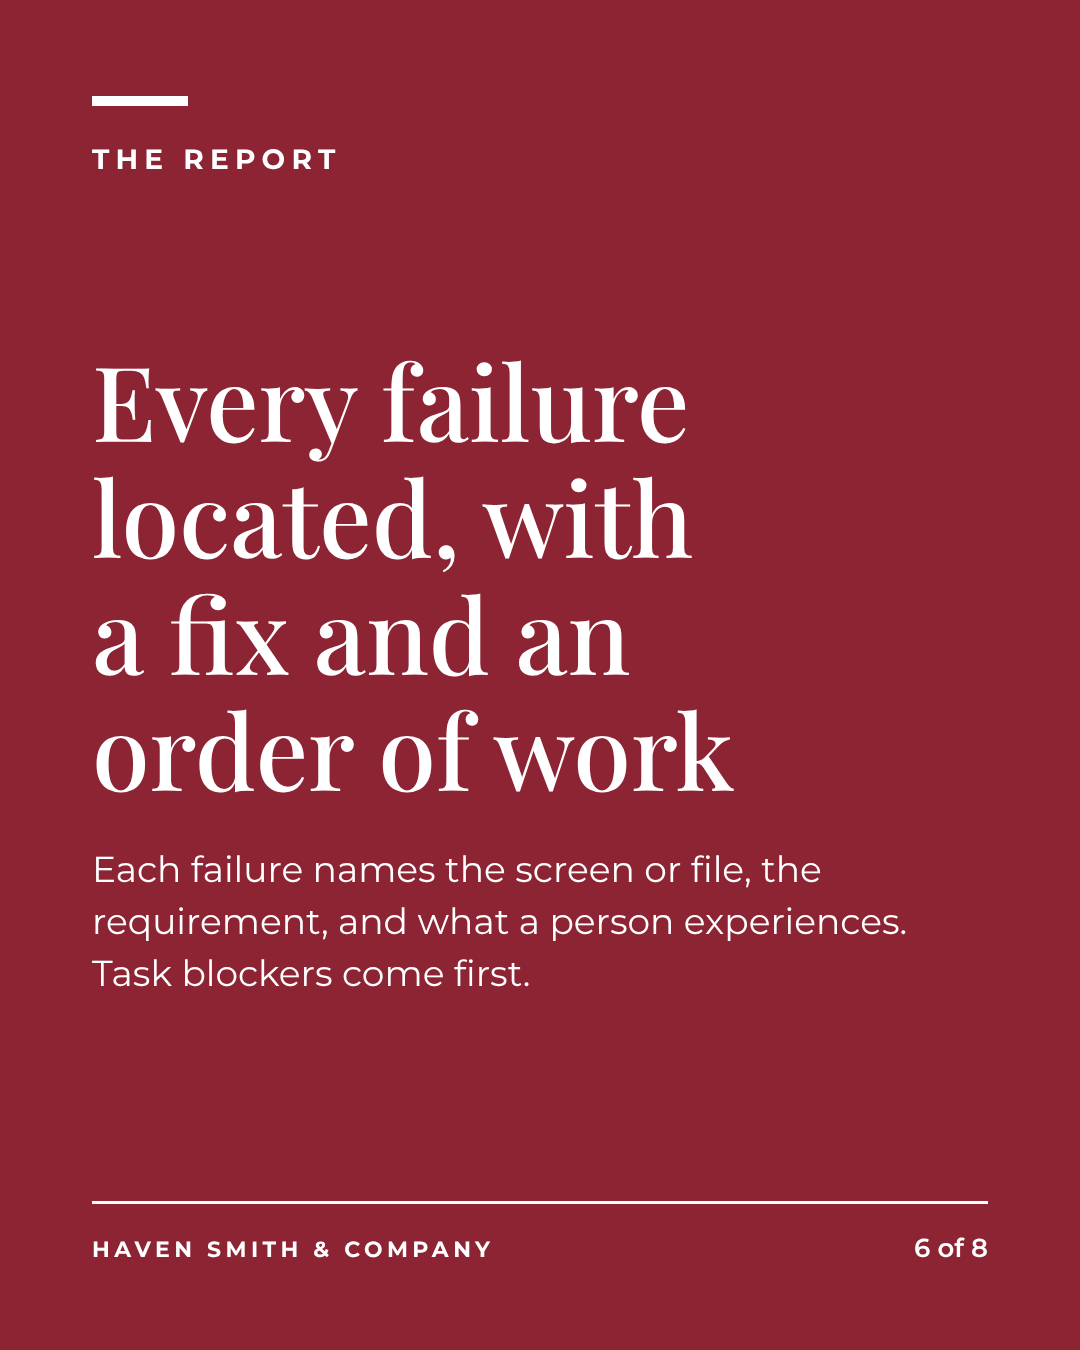 THE REPORT
Every failure
located, with
a fix and an
order of work
Each failure names the screen or file, the
requirement, and what a person experiences.
Task blockers come first.
HAVEN SMITH & COMPANY
6 of 8